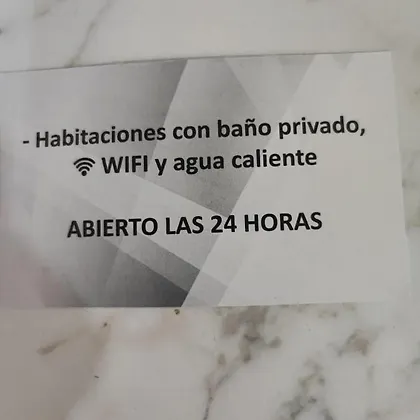 - Habitaciones con baño privado,
WIFI y agua caliente
ABIERTO LAS 24 HORAS